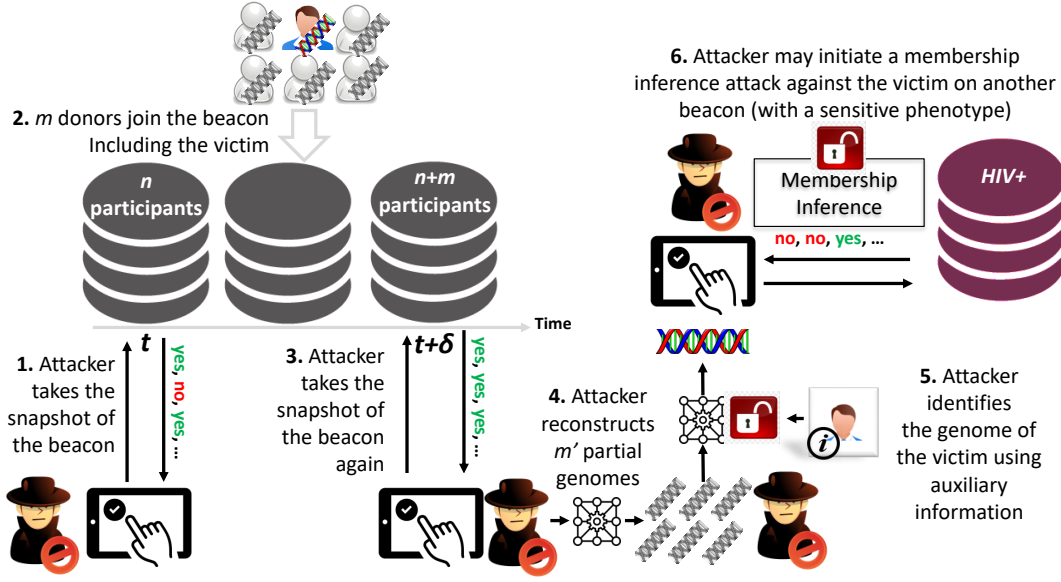 2. m donors join the beacon
Including the victim
n
participants
n+m
participants
Time
t
t+δ
1. Attacker
takes the
snapshot of
the beacon
yes, no, yes, ...
3. Attacker
takes the
snapshot of
the beacon
again
yes, yes, yes, ...
4. Attacker
reconstructs
m’ partial
genomes
i
5. Attacker
identifies
the genome of
the victim using
auxiliary
information
6. Attacker may initiate a membership
inference attack against the victim on another
beacon (with a sensitive phenotype)
Membership
Inference
no, no, yes, ...
HIV+